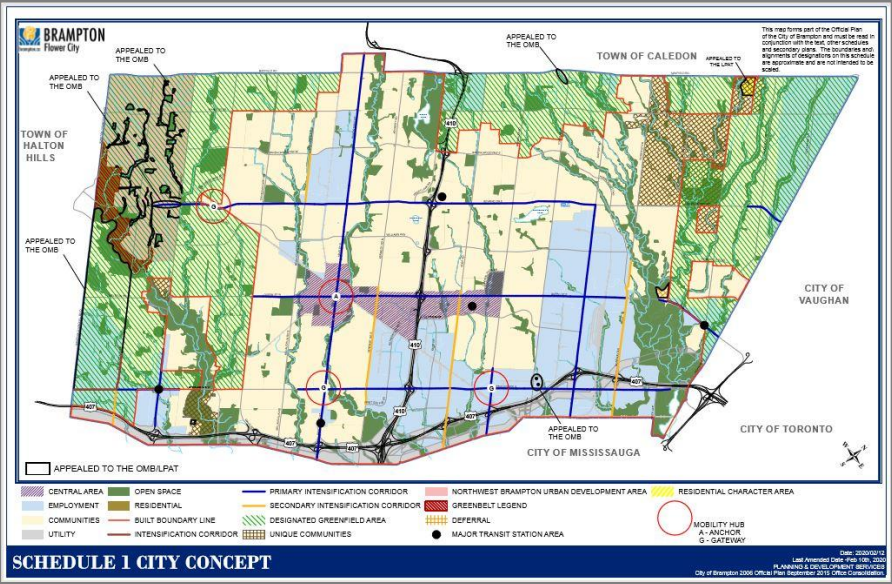 BRAMPTON
Flower City
brampton.ca
APPEALED TO
THE OMB
APPEALED TO
THE OMB
TOWN OF CALEDON
APPEALED TO
THE LPAT
This map forms part of the Official Plan
of the City of Brampton and must be read in
conjunction with the text, other schedules
and secondary plans. The boundaries and
alignments of designations on this schedule
are approximate and are not intended to be
scaled.
APPEALED TO
THE OMB
TOWN OF
HALTON
HILLS
410
G
APPEALED TO
THE OMB
A
CITY OF
VAUGHAN
410
G
G
407
410
407
407
407
407
APPEALED TO
THE OMB
CITY OF MISSISSAUGA
CITY OF TORONTO
N
E
S
W
APPEALED TO THE OMB/LPAT
CENTRAL AREA
OPEN SPACE
PRIMARY INTENSIFICATION CORRIDOR
NORTHWEST BRAMPTON URBAN DEVELOPMENT AREA
RESIDENTIAL CHARACTER AREA
EMPLOYMENT
RESIDENTIAL
SECONDARY INTENSIFICATION CORRIDOR
GREENBELT LEGEND
COMMUNITIES
BUILT BOUNDARY LINE
DESIGNATED GREENFIELD AREA
DEFERRAL
UTILITY
INTENSIFICATION CORRIDOR
UNIQUE COMMUNITIES
MAJOR TRANSIT STATION AREA
MOBILITY HUB
A - ANCHOR
G - GATEWAY
SCHEDULE 1 CITY CONCEPT
Date: 2020/02/12
Last Amended Date -Feb 10th, 2020
PLANNING & DEVELOPMENT SERVICES
City of Brampton 2006 Official Plan September 2015 Office Consolidation